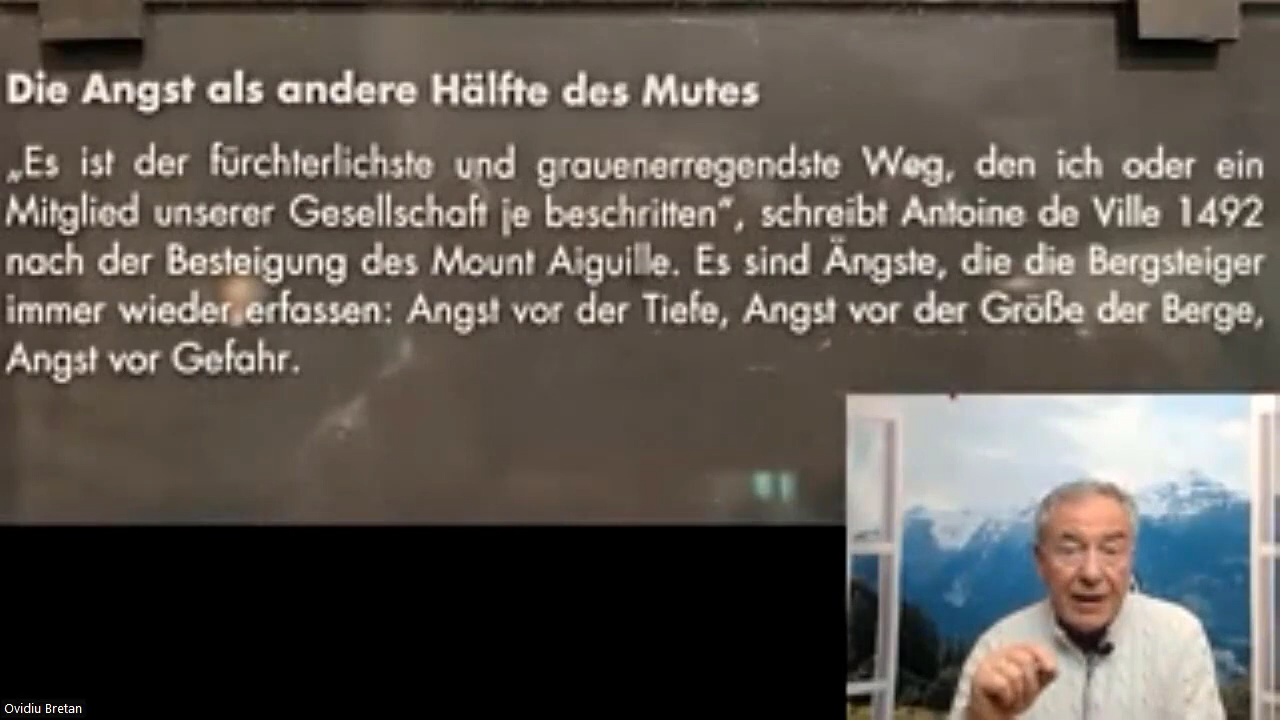 Die Angst als andere Hälfte des Mutes
„Es ist der fürchterlichste und grauenerregendste Weg, den ich oder ein
Mitglied unserer Gesellschaft je beschritten“, schreibt Antoine de Ville 1492
nach der Besteigung des Mount Aiguille. Es sind Ängste, die die Bergsteiger
immer wieder erfassen: Angst vor der Tiefe, Angst vor der Größe der Berge,
Angst vor Gefahr.
Ovidiu Bretan